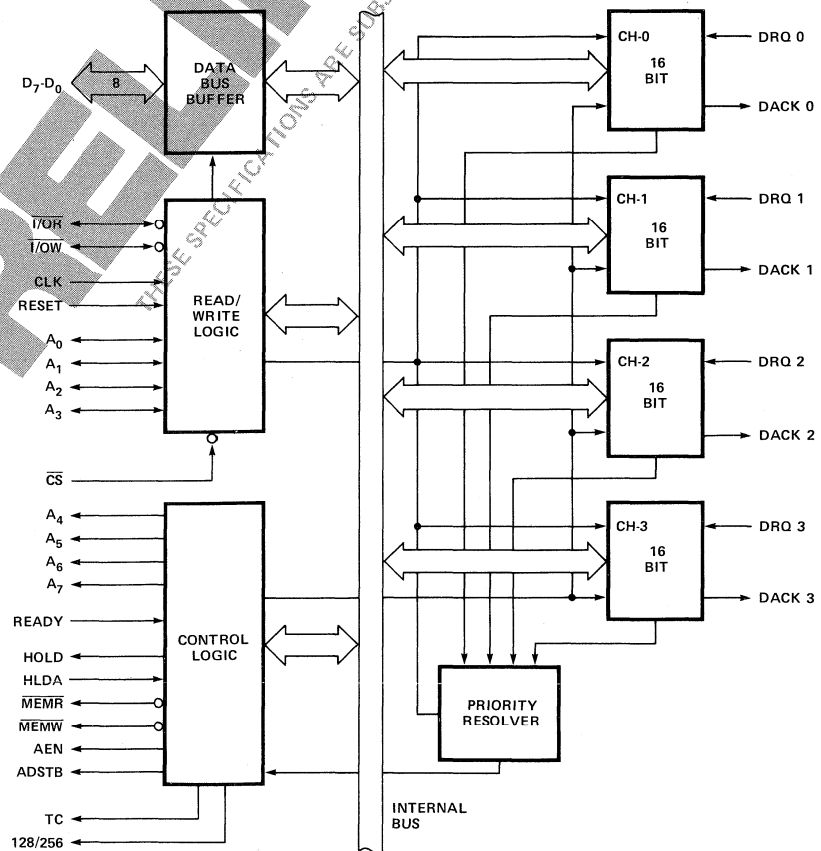 D7-D0
8
DATA
BUS
BUFFER
I/OR
I/OW
CLK
RESET
A0
A1
A2
A3
READ/
WRITE
LOGIC
CS
A4
A5
A6
A7
READY
HOLD
HLDA
MEMR
MEMW
AEN
ADSTB
TC
128/256
CONTROL
LOGIC
CH-0
16
BIT
DRQ 0
DACK 0
CH-1
16
BIT
DRQ 1
DACK 1
CH-2
16
BIT
DRQ 2
DACK 2
CH-3
16
BIT
DRQ 3
DACK 3
PRIORITY
RESOLVER
INTERNAL
BUS
THESE SPECIFICATIONS ARE